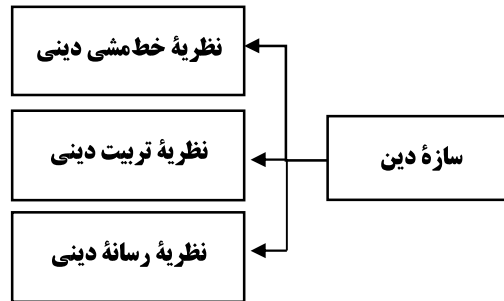 نظریهٔ خط‌مشی دینی
نظریهٔ تربیت دینی
سازهٔ دین
نظریهٔ رسانهٔ دینی